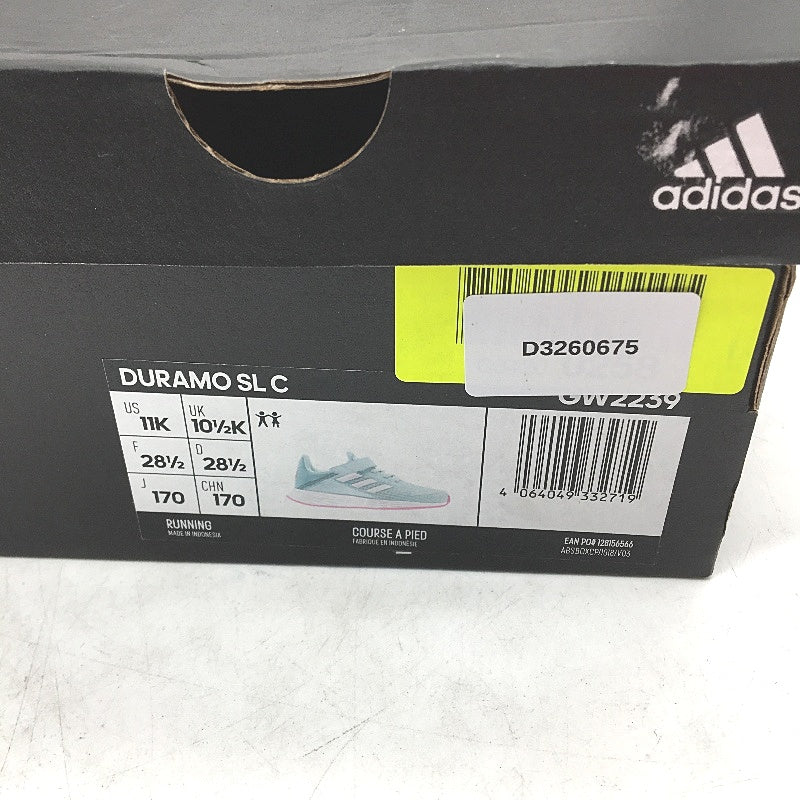 adidas
D3260675
DURAMO SL C
GW2239
US 11K
UK 10½K
F 28½
D 28½
J 170
CHN 170
4 064049 332719
RUNNING
MADE IN INDONESIA
COURSE A PIED
FABRIQUE EN INDONESIE
EAN PO# 128156566